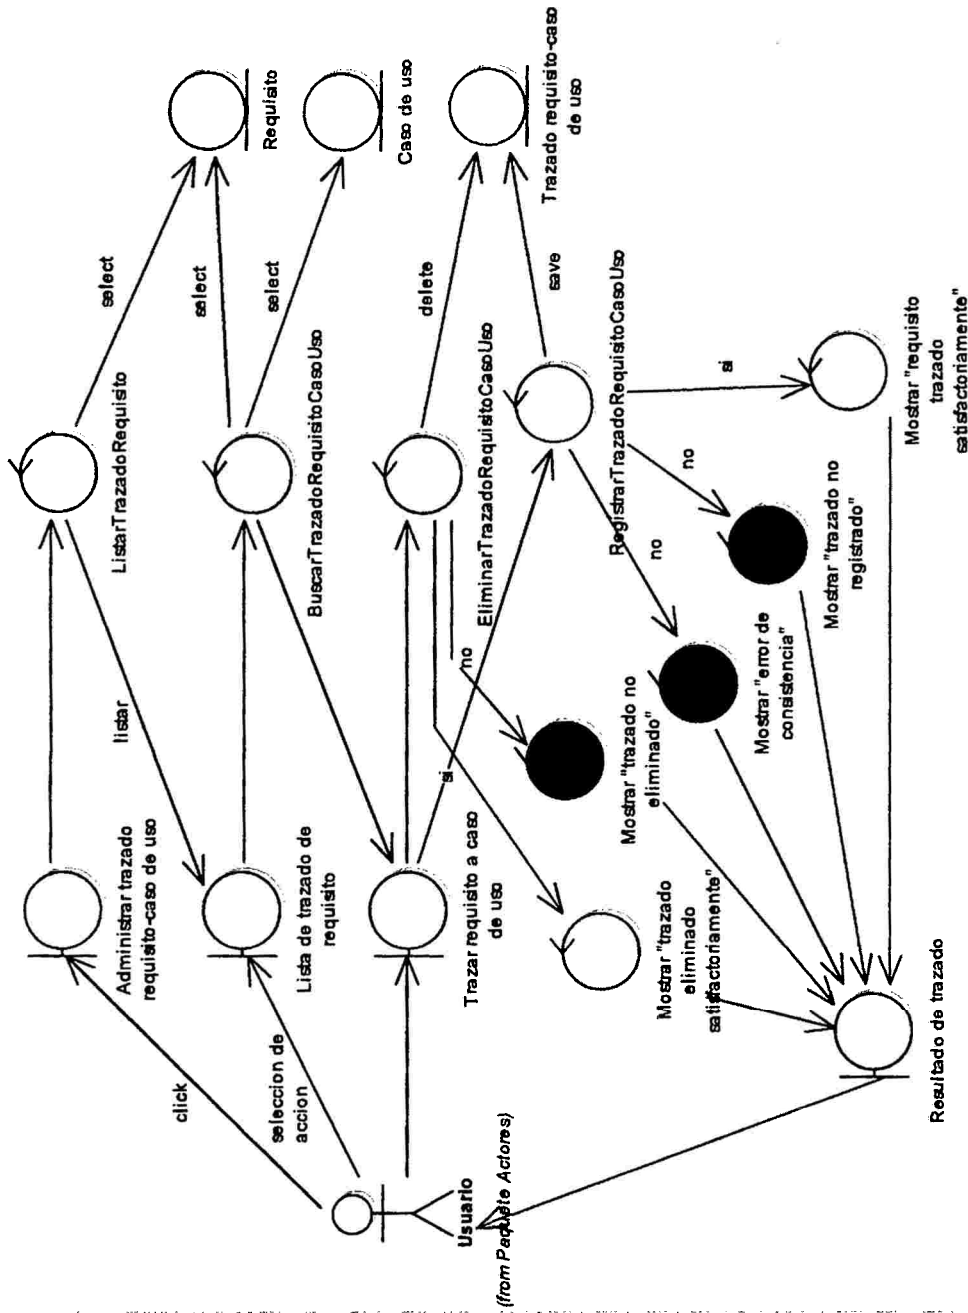 click
seleccion de
accion
Usuario
(from Paquete Actores)
Administrar trazado
requisito-caso de uso
Lista de trazado de
requisito
Trazar requisito a caso
de uso
listar
ListarTrazadoRequisito
BuscarTrazadoRequisitoCasoUso
EliminarTrazadoRequisitoCasoUso
RegistrarTrazadoRequisitoCasoUso
select
select
select
delete
save
Requisito
Caso de uso
Trazado requisito-caso
de uso
si
no
no
no
si
Mostrar "trazado
eliminado
satisfactoriamente"
Mostrar "trazado no
eliminado"
Mostrar "error de
consistencia"
Mostrar "trazado no
registrado"
Mostrar "requisito
trazado
satisfactoriamente"
Resultado de trazado